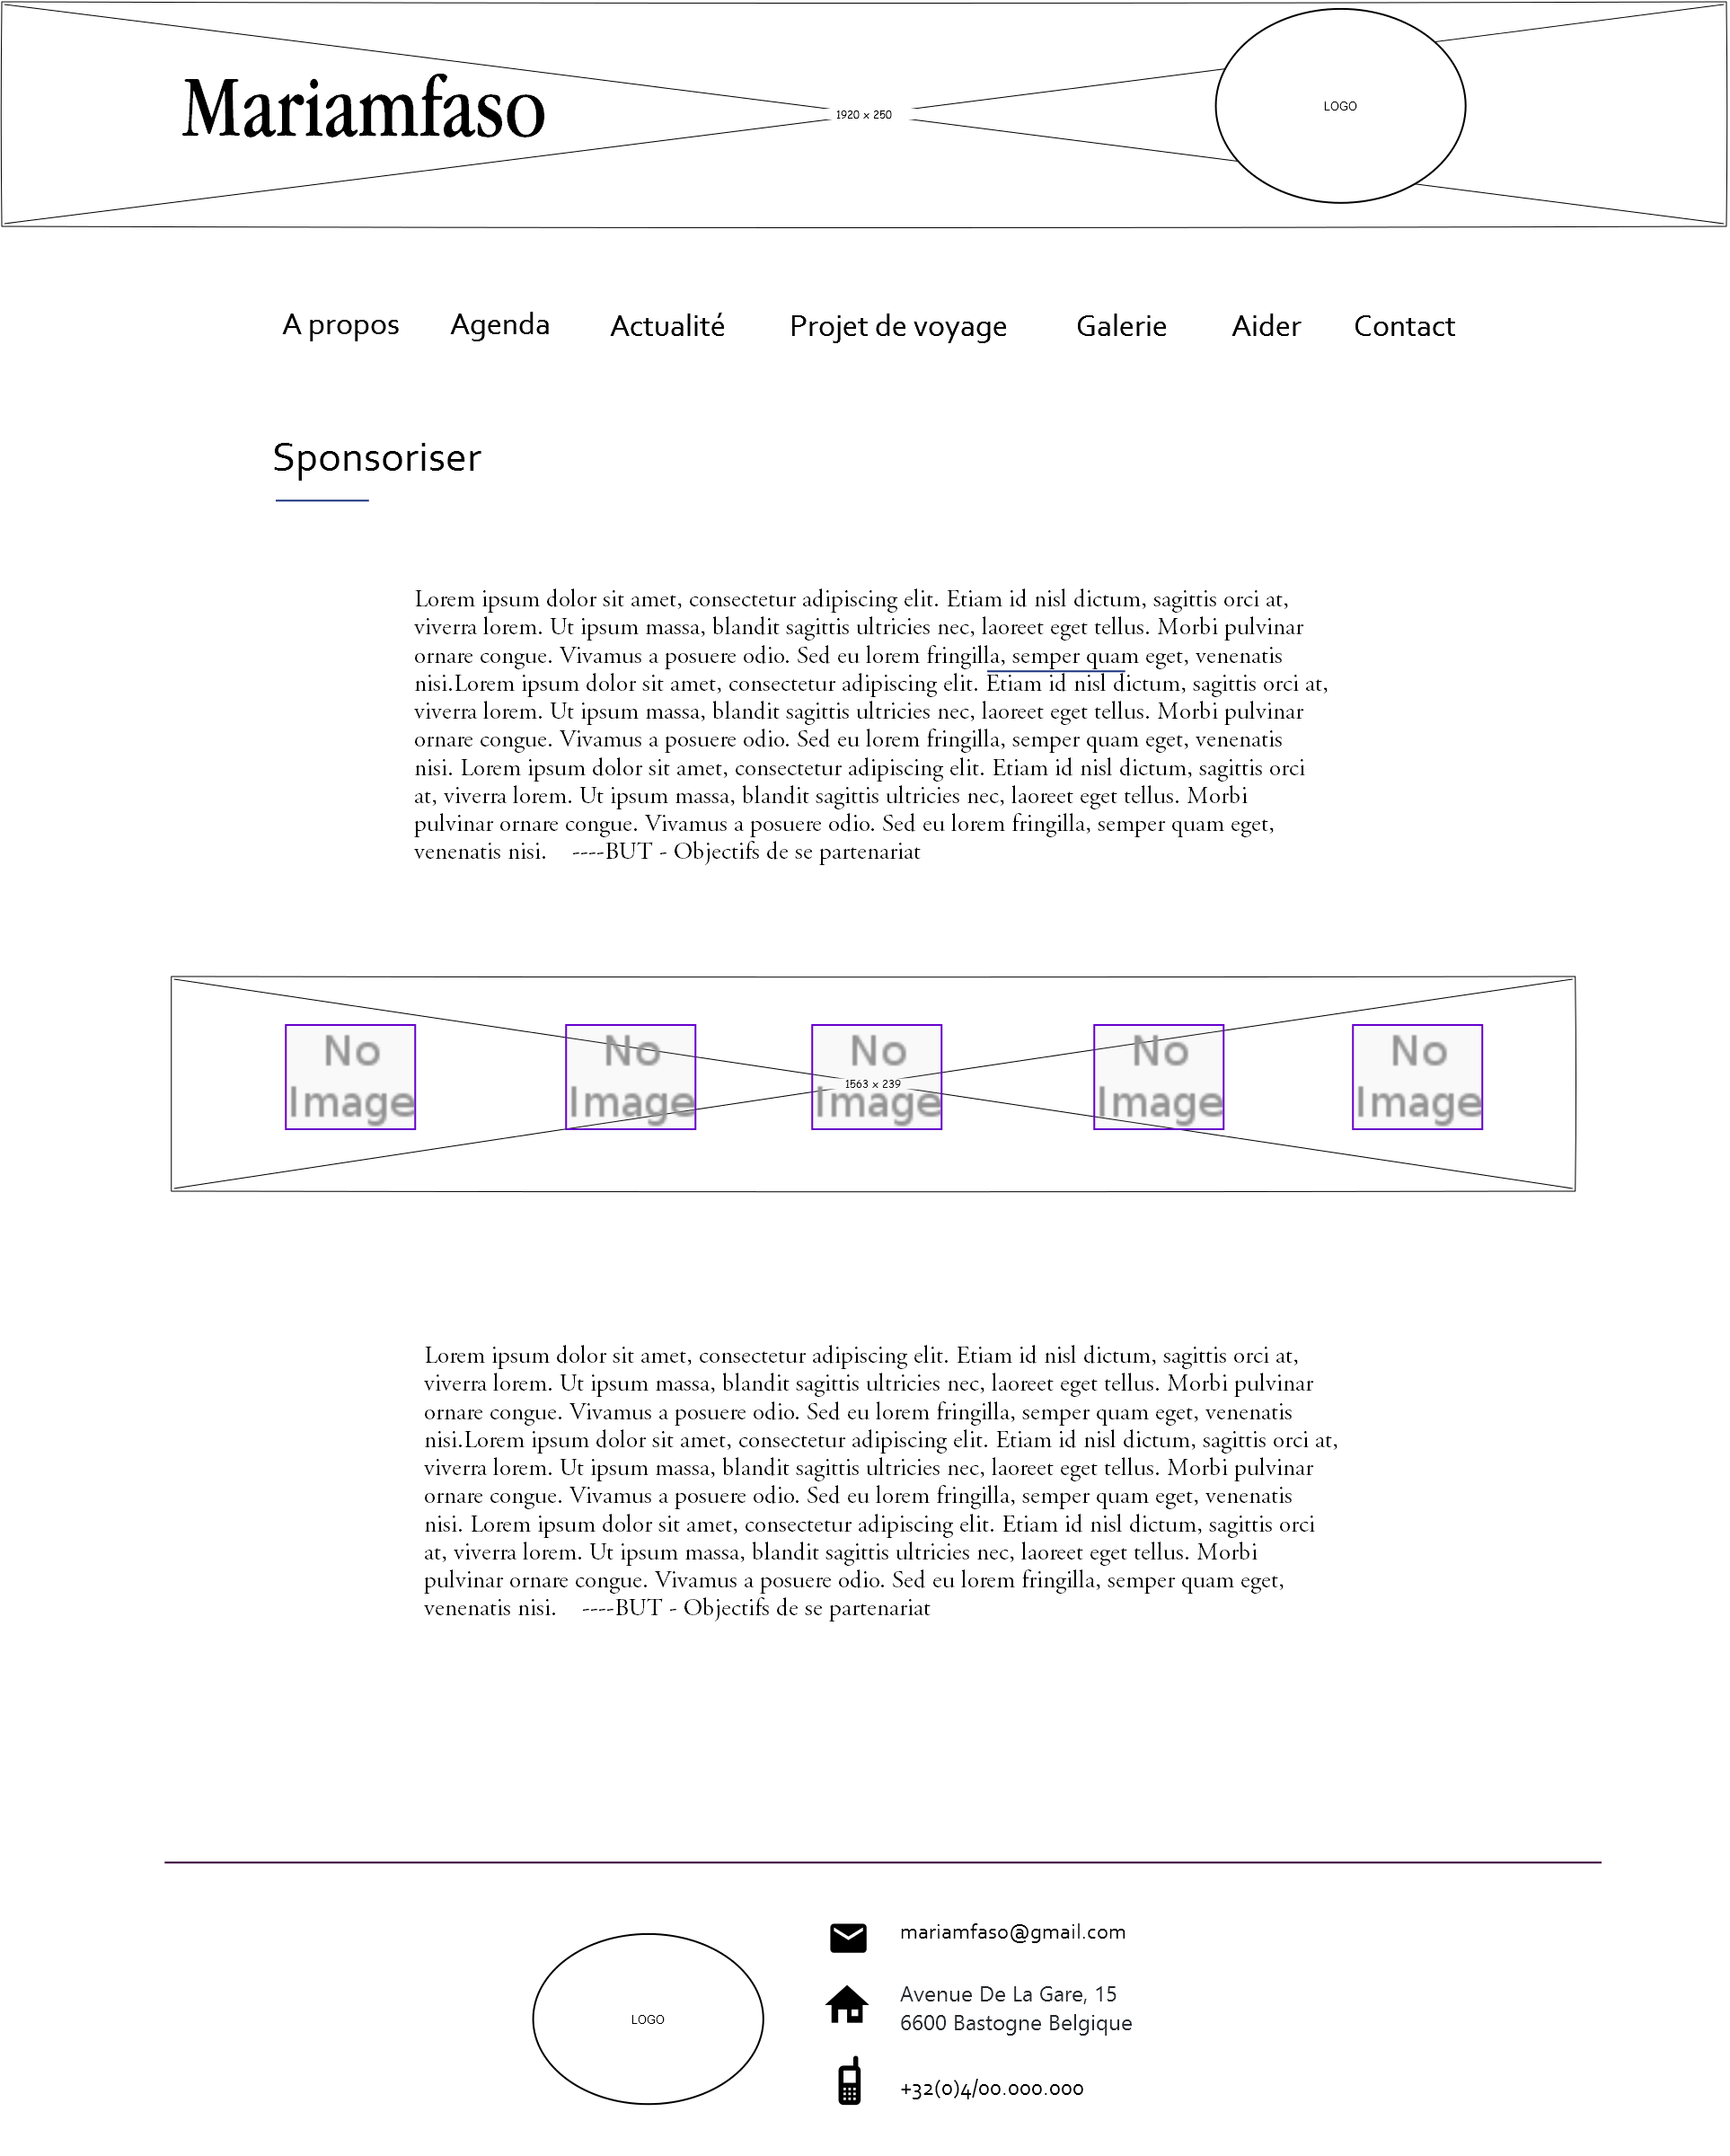 Mariamfaso
1920 x 250
LOGO
A propos Agenda Actualité Projet de voyage Galerie Aider Contact
Sponsoriser
Lorem ipsum dolor sit amet, consectetur adipiscing elit. Etiam id nisl dictum, sagittis orci at,
viverra lorem. Ut ipsum massa, blandit sagittis ultricies nec, laoreet eget tellus. Morbi pulvinar
ornare congue. Vivamus a posuere odio. Sed eu lorem fringilla, semper quam eget, venenatis
nisi.Lorem ipsum dolor sit amet, consectetur adipiscing elit. Etiam id nisl dictum, sagittis orci at,
viverra lorem. Ut ipsum massa, blandit sagittis ultricies nec, laoreet eget tellus. Morbi pulvinar
ornare congue. Vivamus a posuere odio. Sed eu lorem fringilla, semper quam eget, venenatis
nisi. Lorem ipsum dolor sit amet, consectetur adipiscing elit. Etiam id nisl dictum, sagittis orci
at, viverra lorem. Ut ipsum massa, blandit sagittis ultricies nec, laoreet eget tellus. Morbi
pulvinar ornare congue. Vivamus a posuere odio. Sed eu lorem fringilla, semper quam eget,
venenatis nisi. ----BUT - Objectifs de se partenariat
No No No No No
1563 x 239
Image Image Image Image Image
Lorem ipsum dolor sit amet, consectetur adipiscing elit. Etiam id nisl dictum, sagittis orci at,
viverra lorem. Ut ipsum massa, blandit sagittis ultricies nec, laoreet eget tellus. Morbi pulvinar
ornare congue. Vivamus a posuere odio. Sed eu lorem fringilla, semper quam eget, venenatis
nisi.Lorem ipsum dolor sit amet, consectetur adipiscing elit. Etiam id nisl dictum, sagittis orci at,
viverra lorem. Ut ipsum massa, blandit sagittis ultricies nec, laoreet eget tellus. Morbi pulvinar
ornare congue. Vivamus a posuere odio. Sed eu lorem fringilla, semper quam eget, venenatis
nisi. Lorem ipsum dolor sit amet, consectetur adipiscing elit. Etiam id nisl dictum, sagittis orci
at, viverra lorem. Ut ipsum massa, blandit sagittis ultricies nec, laoreet eget tellus. Morbi
pulvinar ornare congue. Vivamus a posuere odio. Sed eu lorem fringilla, semper quam eget,
venenatis nisi. ----BUT - Objectifs de se partenariat
LOGO
mariamfaso@gmail.com
Avenue De La Gare, 15
6600 Bastogne Belgique
+32(0)4/00.000.000